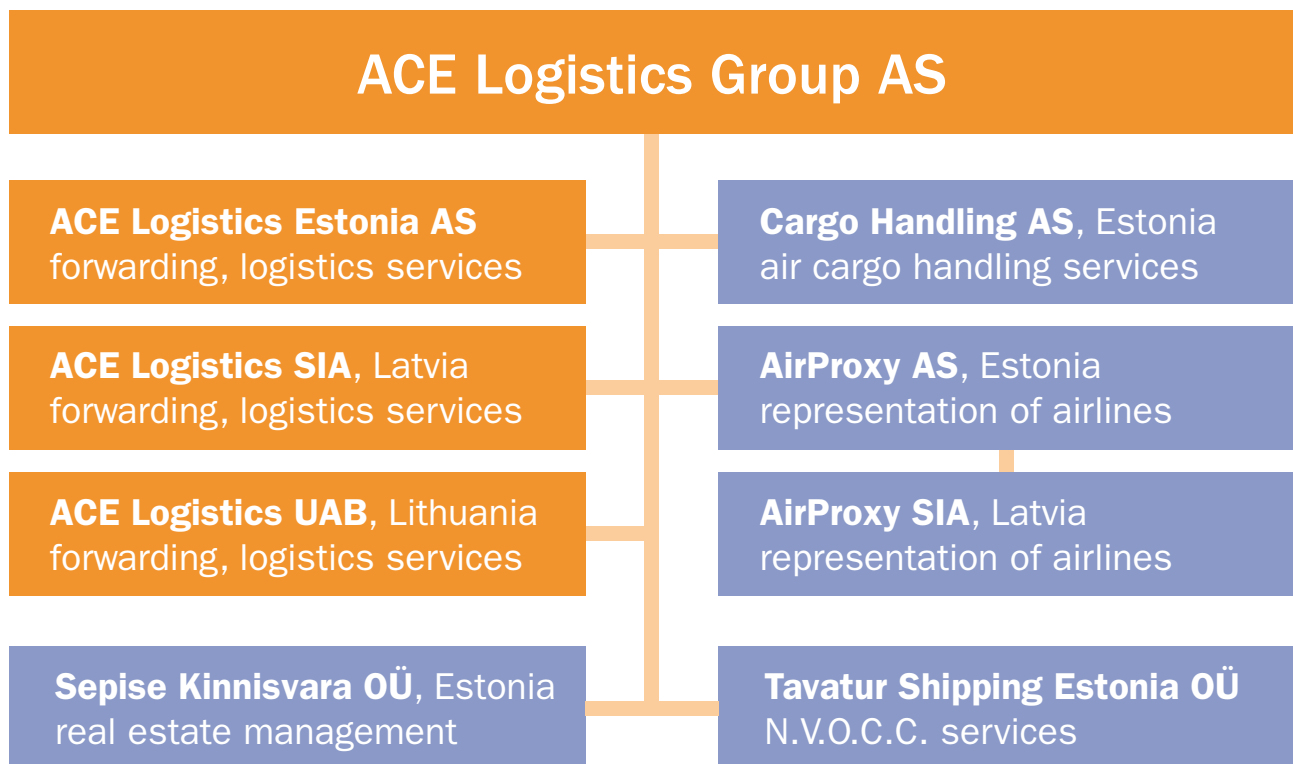 ACE Logistics Group AS
ACE Logistics Estonia AS
forwarding, logistics services
Cargo Handling AS, Estonia
air cargo handling services
ACE Logistics SIA, Latvia
forwarding, logistics services
AirProxy AS, Estonia
representation of airlines
ACE Logistics UAB, Lithuania
forwarding, logistics services
AirProxy SIA, Latvia
representation of airlines
Sepise Kinnisvara OÜ, Estonia
real estate management
Tavatur Shipping Estonia OÜ
N.V.O.C.C. services